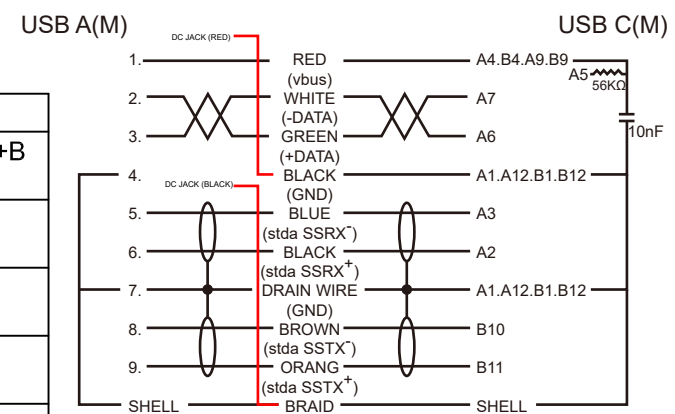 USB A(M) USB C(M)
DC JACK (RED)
1. RED A4.B4.A9.B9
(vbus) A5 56KΩ
2. WHITE A7
(-DATA) 10nF
3. GREEN A6
+B
(+DATA)
4. BLACK A1.A12.B1.B12
DC JACK (BLACK)
(GND)
5. BLUE A3
(stda SSRX⁻)
6. BLACK A2
(stda SSRX⁺)
7. DRAIN WIRE A1.A12.B1.B12
(GND)
8. BROWN B10
(stda SSTX⁻)
9. ORANG B11
(stda SSTX⁺)
SHELL BRAID SHELL